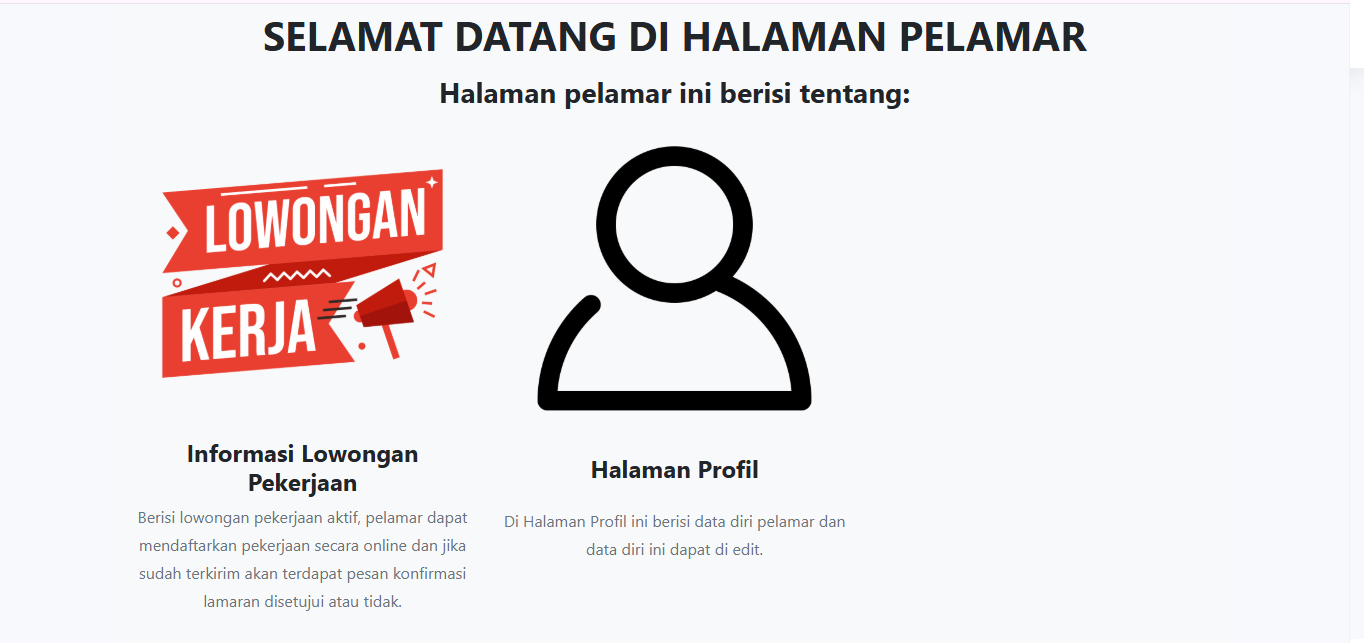 SELAMAT DATANG DI HALAMAN PELAMAR
Halaman pelamar ini berisi tentang:
LOWONGAN
KERJA
Informasi Lowongan
Pekerjaan
Berisi lowongan pekerjaan aktif, pelamar dapat
mendaftarkan pekerjaan secara online dan jika
sudah terkirim akan terdapat pesan konfirmasi
lamaran disetujui atau tidak.
Halaman Profil
Di Halaman Profil ini berisi data diri pelamar dan
data diri ini dapat di edit.